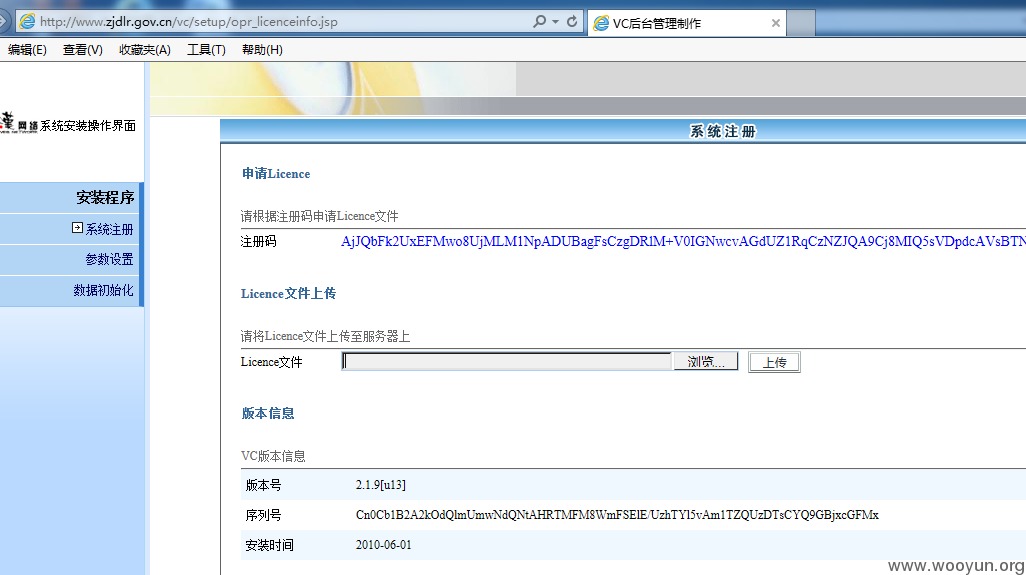 http://www.zjdlr.gov.cn/vc/setup/opr_licenceinfo.jsp
VC后台管理制作
编辑(E) 查看(V) 收藏夹(A) 工具(T) 帮助(H)
网络 系统安装操作界面
系统注册
安装程序
系统注册
参数设置
数据初始化
申请Licence
请根据注册码申请Licence文件
注册码 AjJQbFk2UxEFMwo8UjMLM1NpADUBagFsCzgDRlM+V0IGNwcvAGdUZ1RqCzNZJQA9Cj8MIQ5sVDpdcAVsBTN
Licence文件上传
请将Licence文件上传至服务器上
Licence文件 浏览... 上传
版本信息
VC版本信息
版本号 2.1.9[u13]
序列号 Cn0Cb1B2A2kOdQlmUmwNdQNtAHRTMFM8WmFSElE/UzhTYl5vAm1TZQUzDTsCYQ9GBjxcGFMx
安装时间 2010-06-01
www.wooyun.org